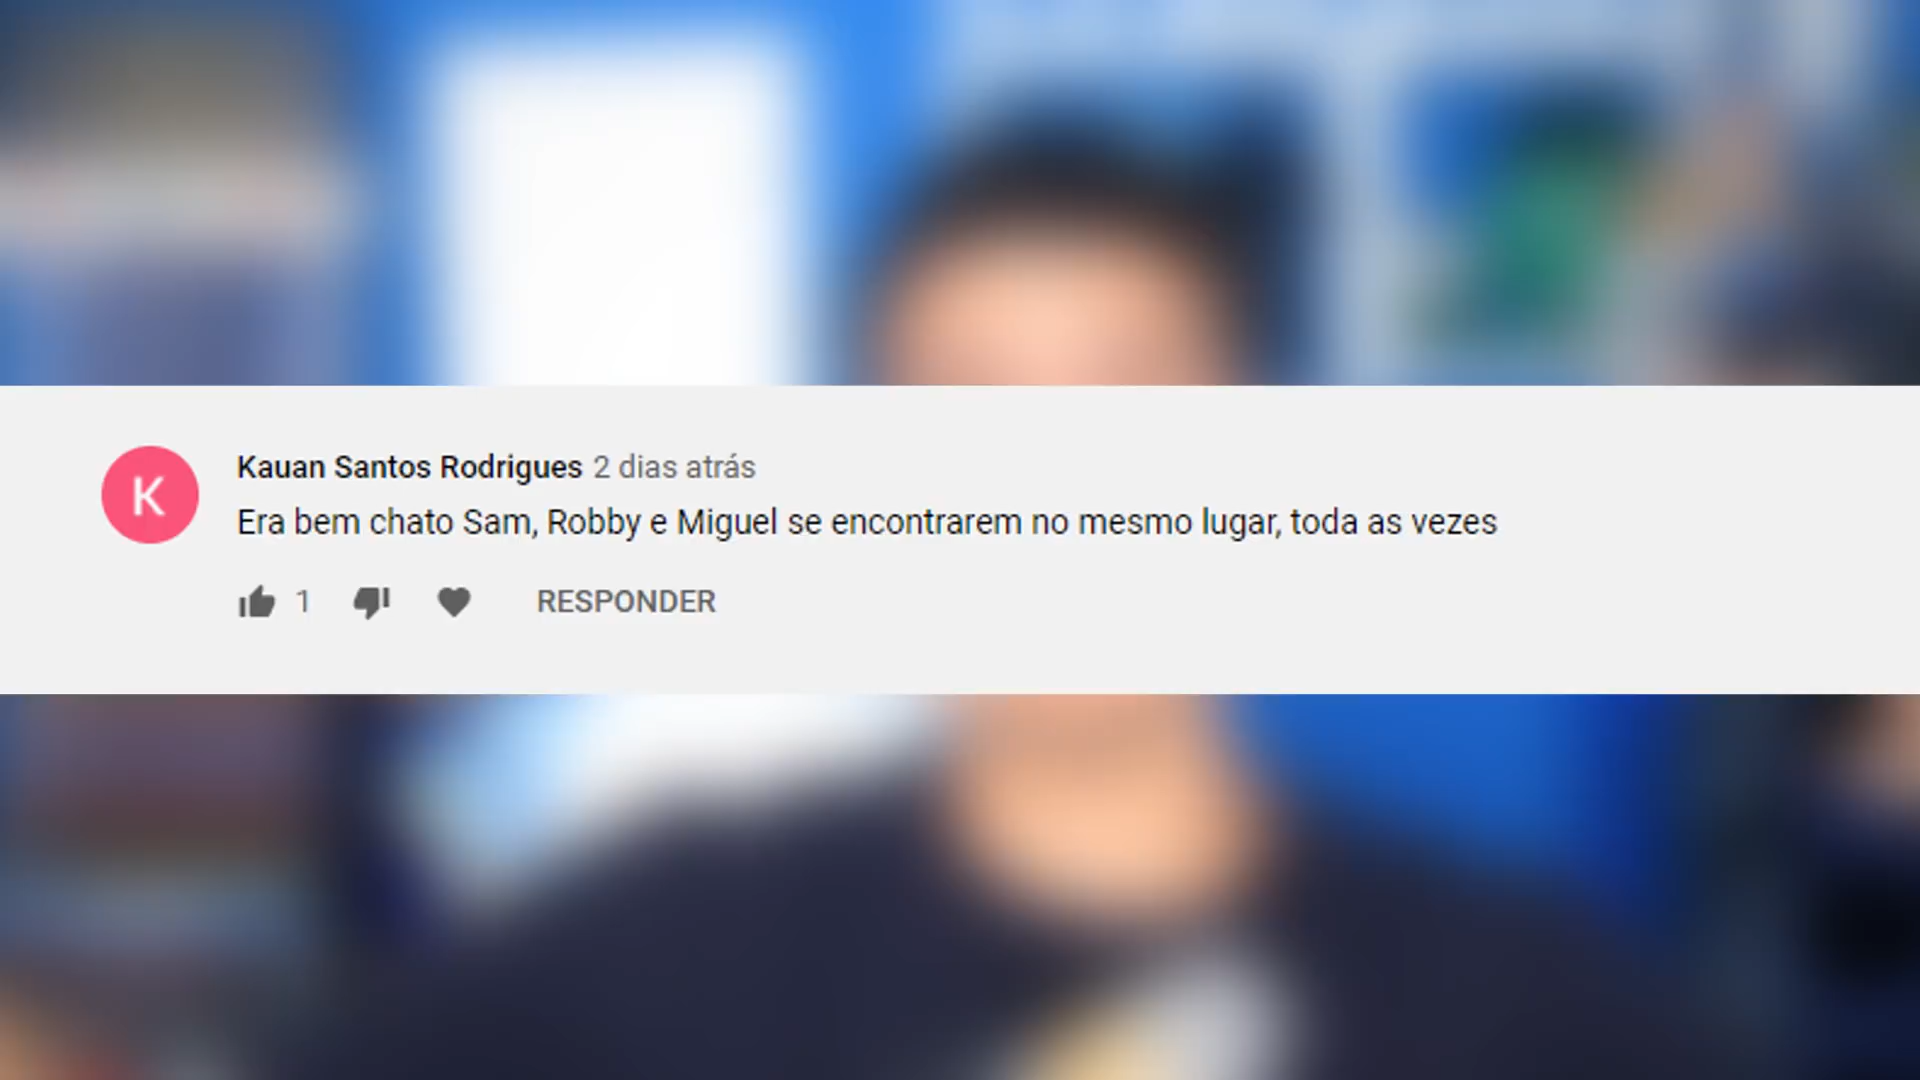 K
Kauan Santos Rodrigues 2 dias atrás
Era bem chato Sam, Robby e Miguel se encontrarem no mesmo lugar, toda as vezes
1 RESPONDER